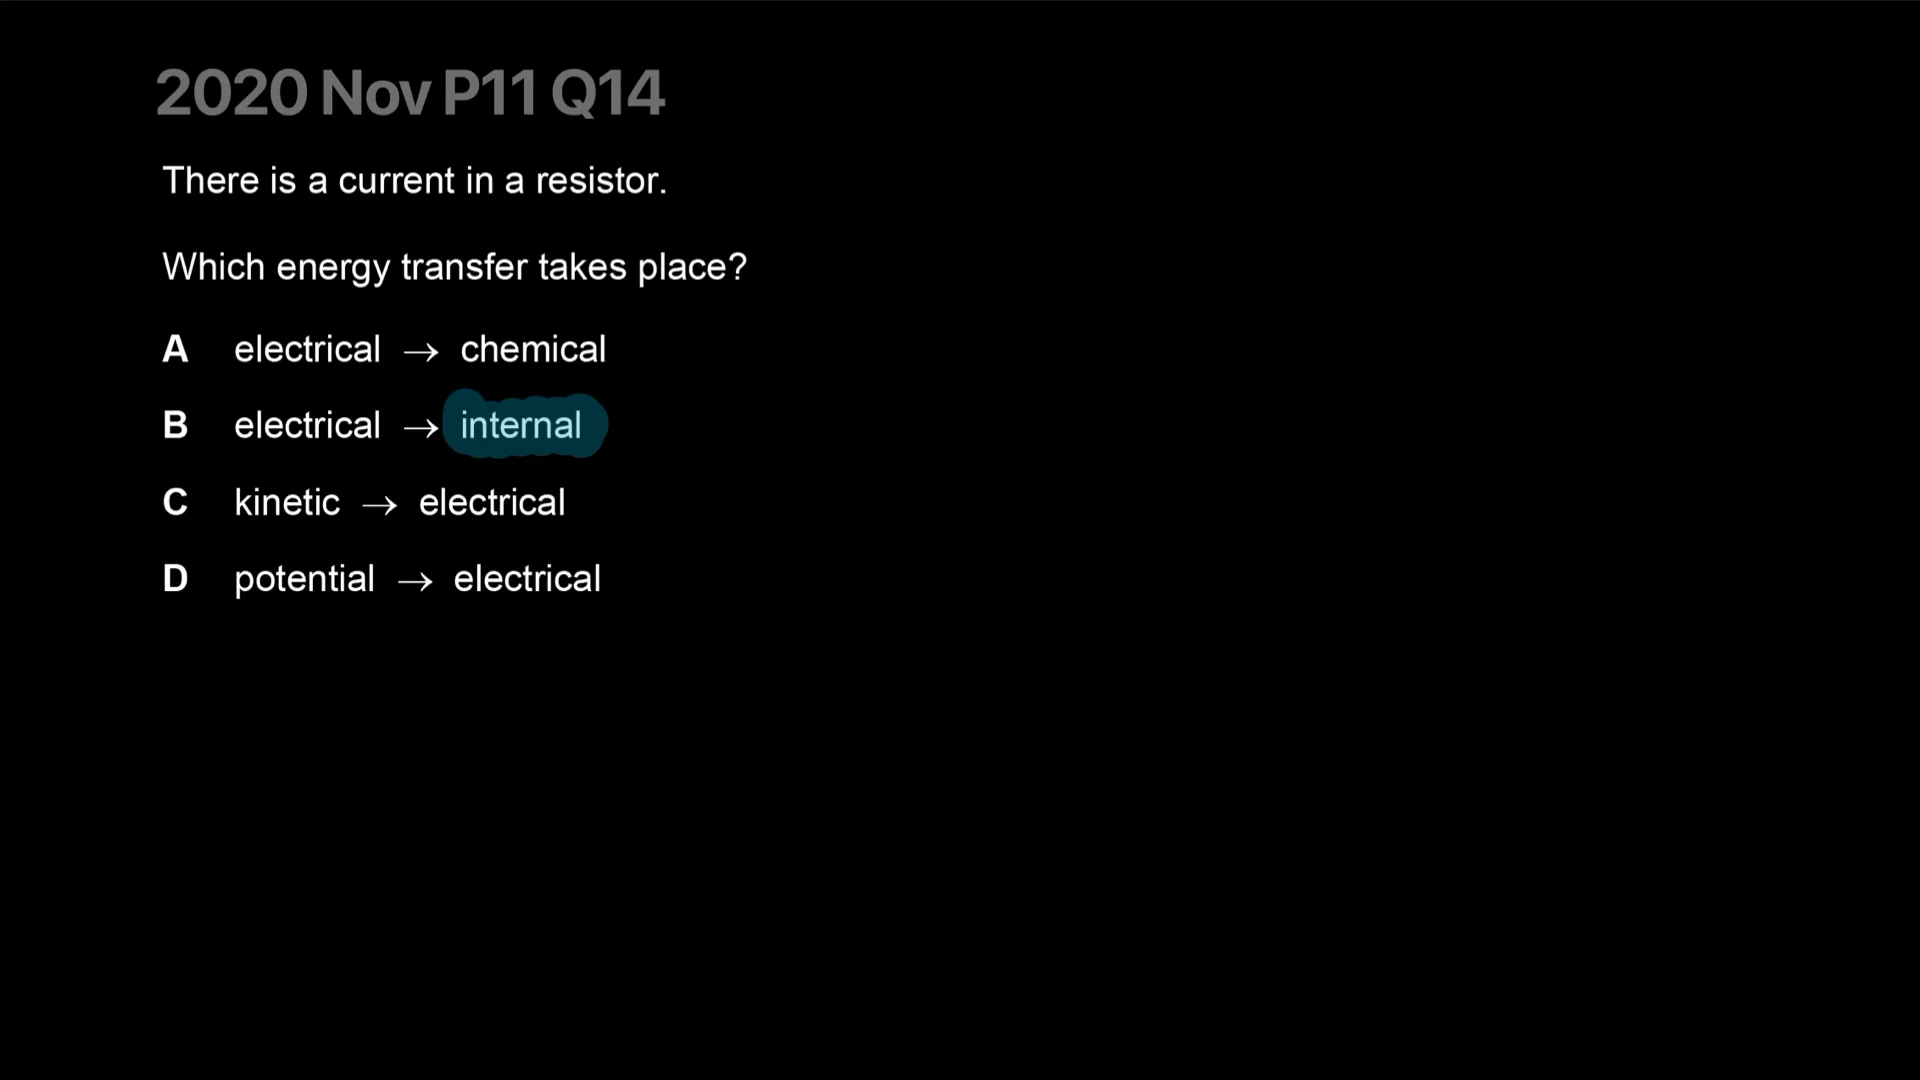 2020 Nov P11 Q14
There is a current in a resistor.
Which energy transfer takes place?
A electrical → chemical
B electrical → internal
C kinetic → electrical
D potential → electrical